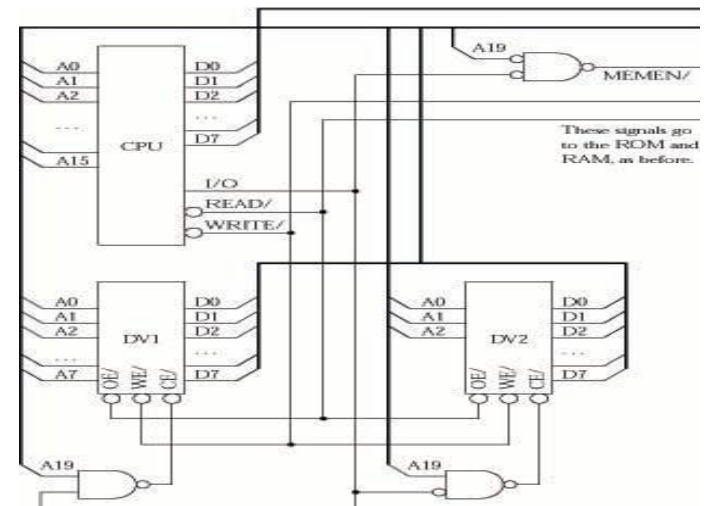 A19
MEMEN/
A0 D0
A1 D1
A2 D2
... ...
CPU D7
A15
These signals go
to the ROM and
RAM, as before.
I/O
READ/
WRITE/
A0 D0 A0 D0
A1 D1 A1 D1
A2 DV1 D2 A2 DV2 D2
... ... ...
A7 OE/ WE/ CE/ D7 OE/ WE/ CE/ D7
A19 A19